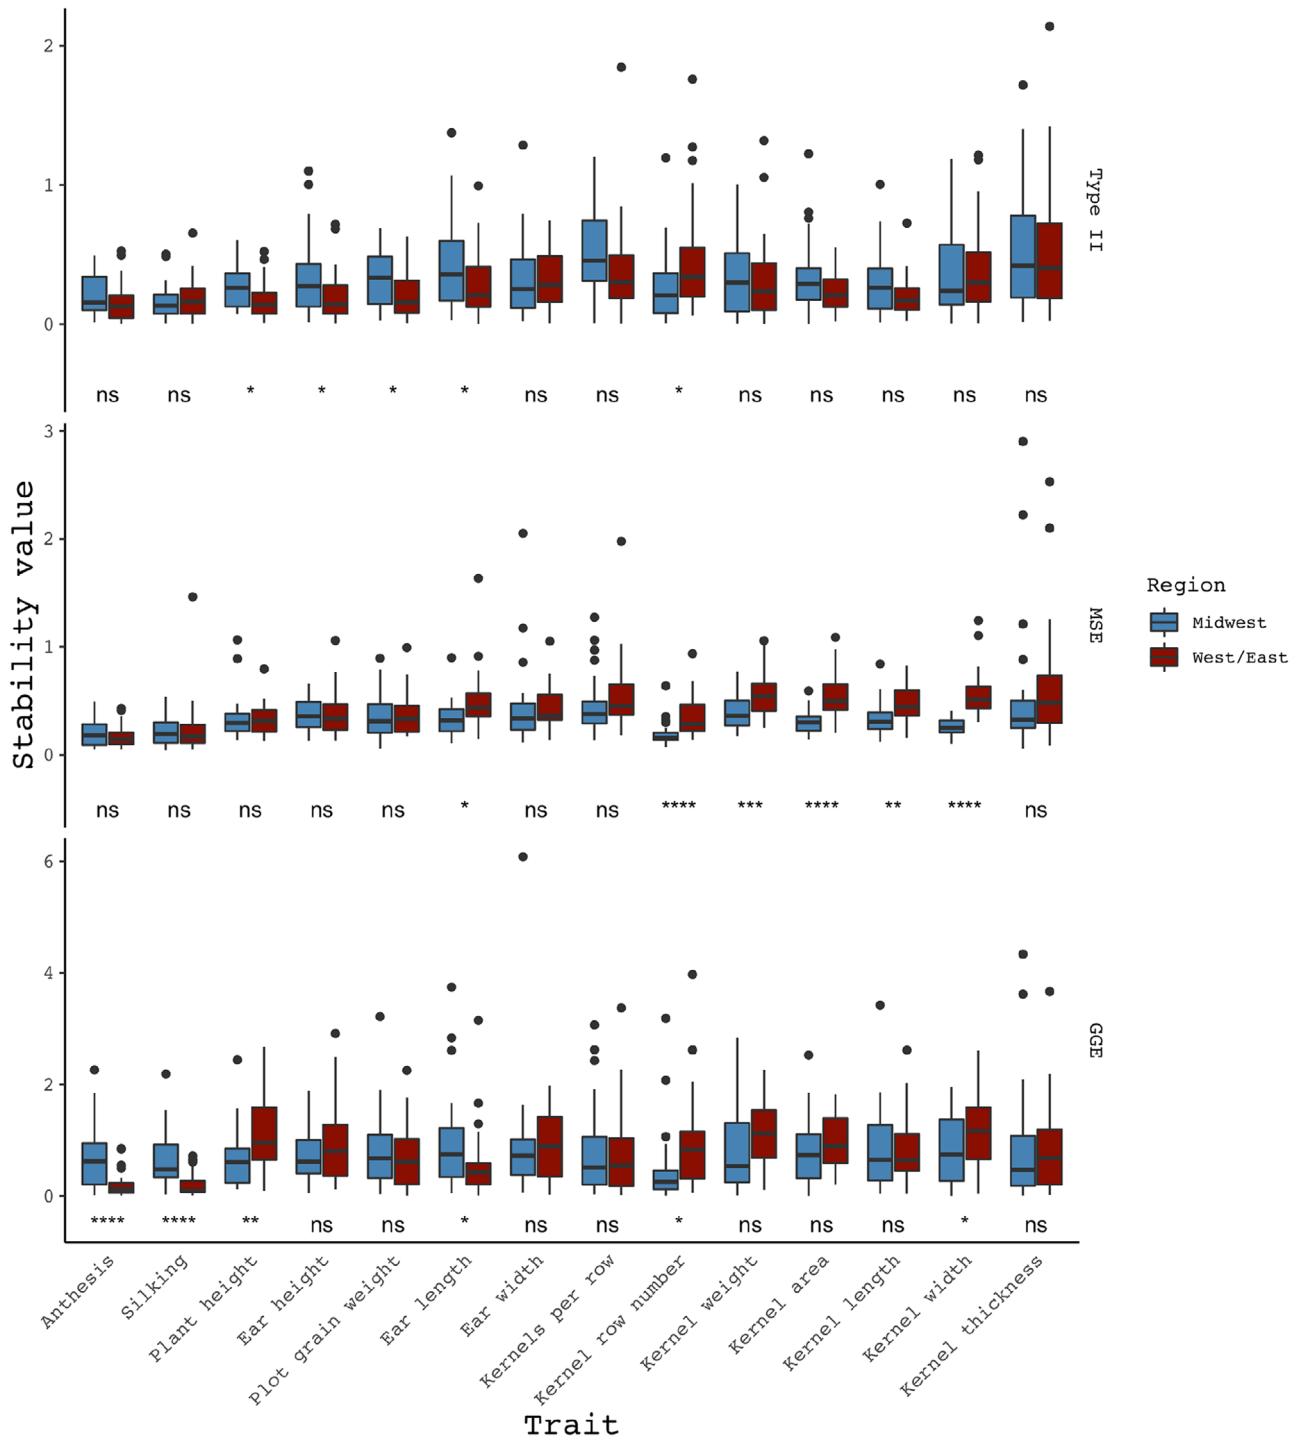 2
1
0
Type II
ns ns * * * * ns ns * ns ns ns ns ns
3
2
1
0
MSE
ns ns ns ns ns * ns ns **** *** **** ** **** ns
6
4
2
0
GGE
**** **** ** ns ns * ns ns * ns ns ns * ns
Stability value
Anthesis
Silking
Plant height
Ear height
Plot grain weight
Ear length
Ear width
Kernels per row
Kernel row number
Kernel weight
Kernel area
Kernel length
Kernel width
Kernel thickness
Trait
Region
Midwest
West/East